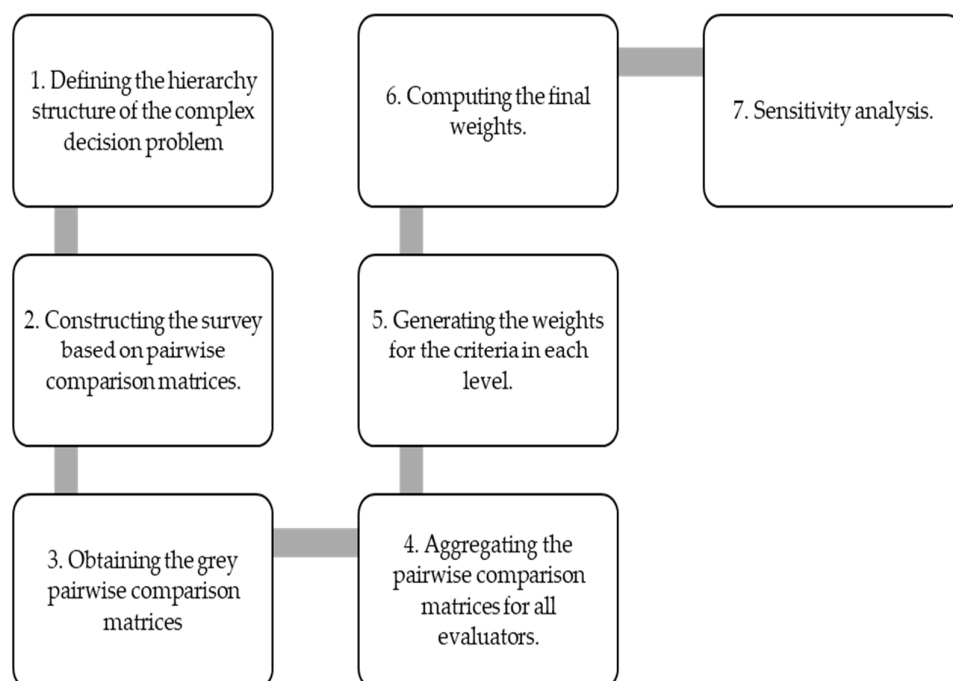 1. Defining the hierarchy
structure of the complex
decision problem
2. Constructing the survey
based on pairwise
comparison matrices.
3. Obtaining the grey
pairwise comparison
matrices
4. Aggregating the
pairwise comparison
matrices for all
evaluators.
5. Generating the weights
for the criteria in each
level.
6. Computing the final
weights.
7. Sensitivity analysis.